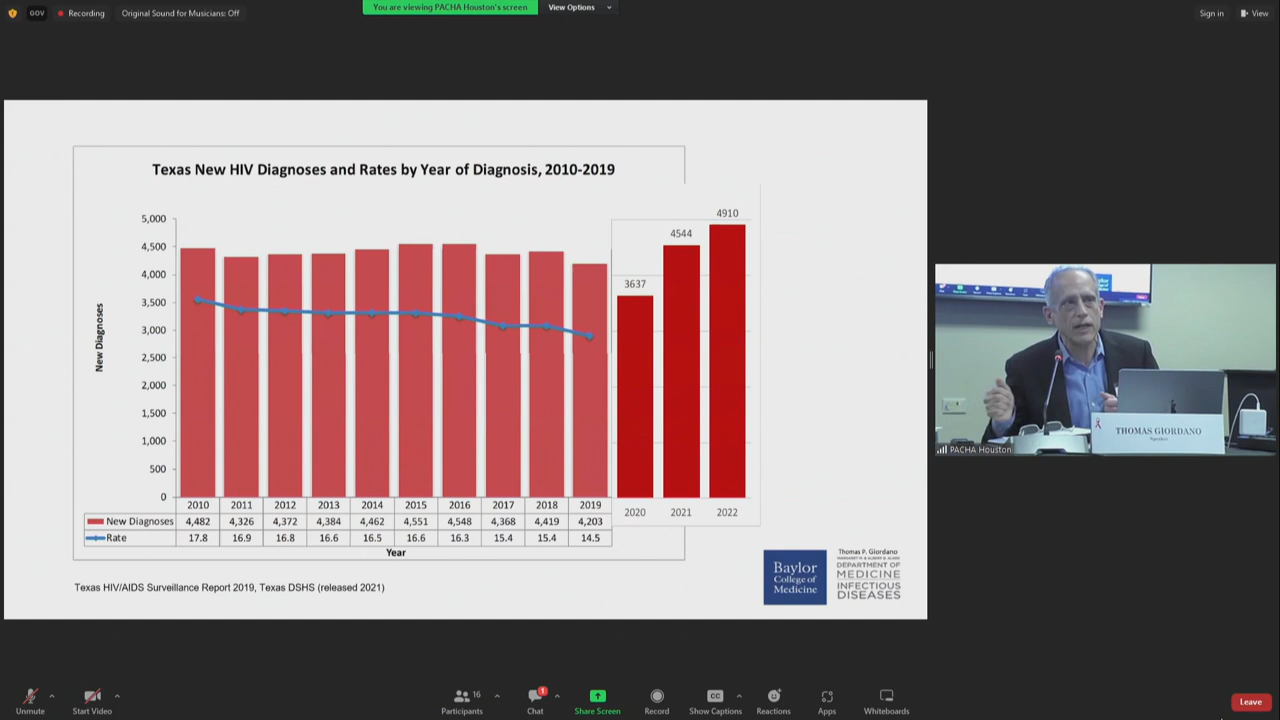 GOV
Recording
Original Sound for Musicians: Off
You are viewing PACHA Houston's screen
View Options
Sign in
View
Texas New HIV Diagnoses and Rates by Year of Diagnosis, 2010-2019
New Diagnoses
5,000
4,500
4,000
3,500
3,000
2,500
2,000
1,500
1,000
500
0
3637
4544
4910
2010 2011 2012 2013 2014 2015 2016 2017 2018 2019 2020 2021 2022
New Diagnoses 4,482 4,326 4,372 4,384 4,462 4,551 4,548 4,368 4,419 4,203
Rate 17.8 16.9 16.8 16.6 16.5 16.6 16.3 15.4 15.4 14.5
Year
Texas HIV/AIDS Surveillance Report 2019, Texas DSHS (released 2021)
Baylor
College of
Medicine
Thomas P. Giordano
DEPARTMENT OF
MEDICINE
INFECTIOUS
DISEASES
THOMAS GIORDANO
PACHA Houston
Unmute
Start Video
Participants
16
Chat
1
Share Screen
Record
CC
Show Captions
Reactions
Apps
Whiteboards
Leave